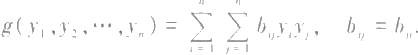 g(y₁, y₂, ⋯, yₙ) = ∑ᵢ₌₁ⁿ ∑ⱼ₌₁ⁿ bᵢⱼyᵢyⱼ, bᵢⱼ = bⱼᵢ